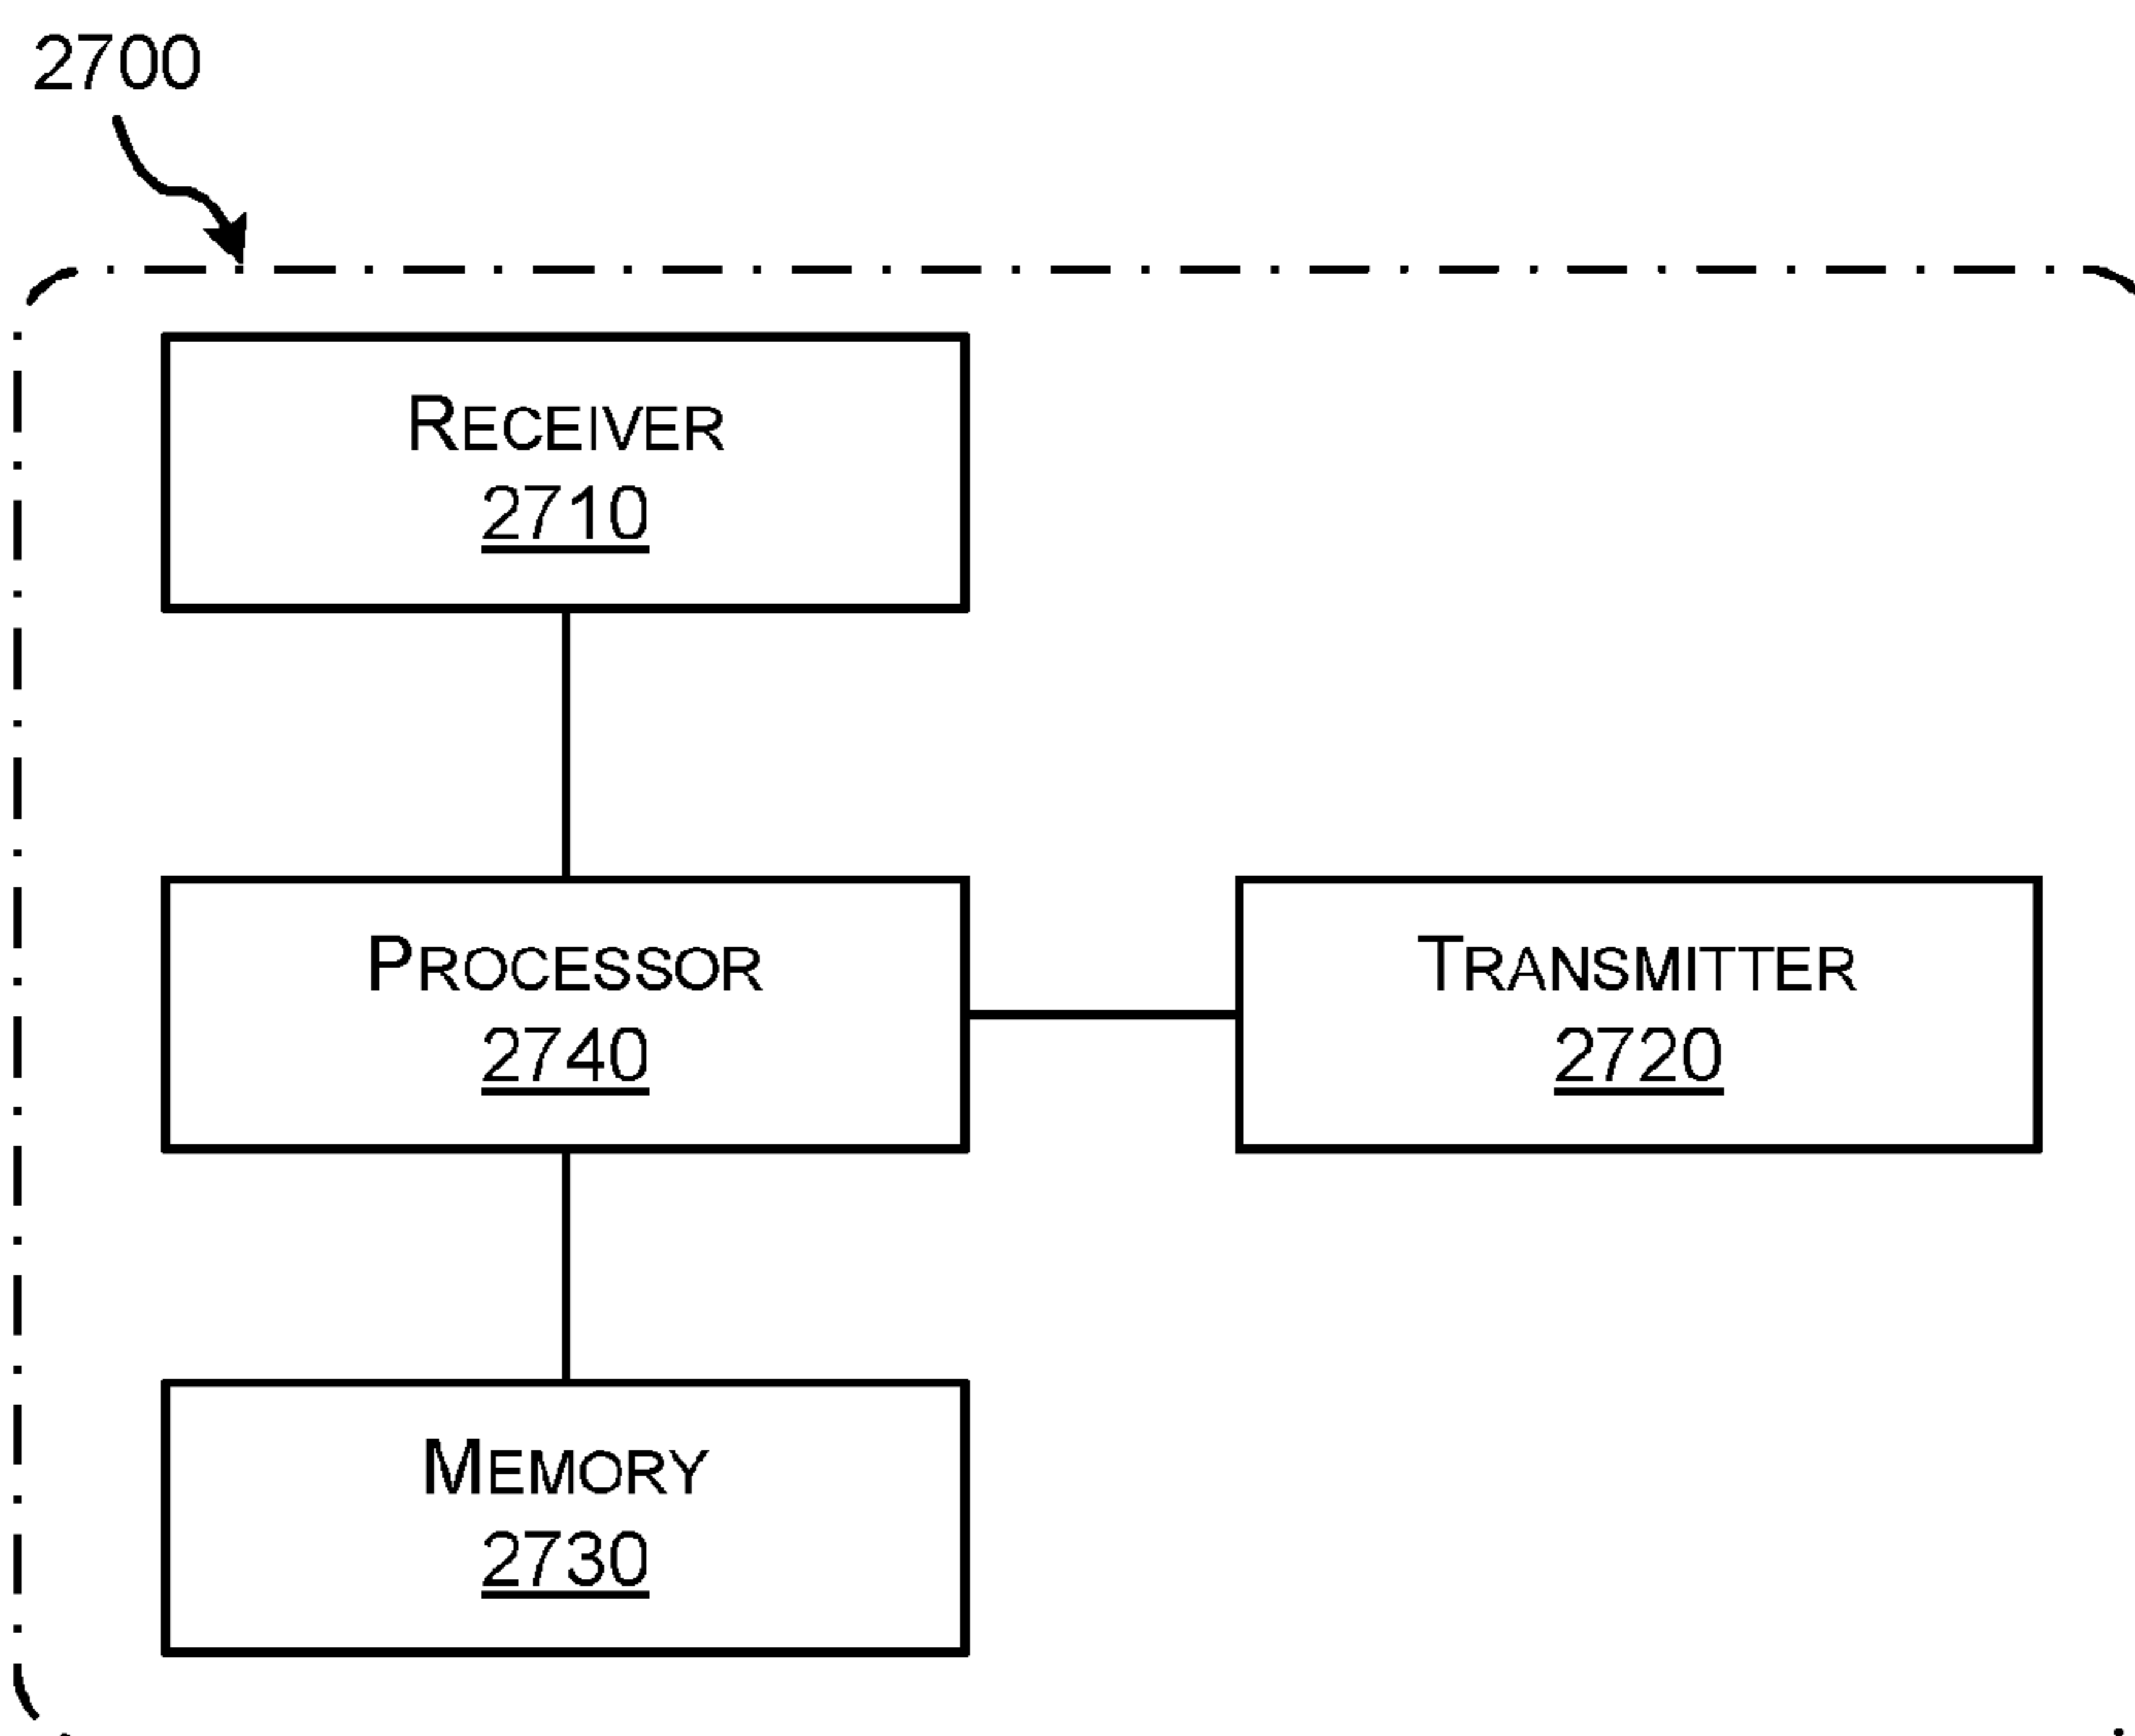 2700
RECEIVER
2710
PROCESSOR
2740
TRANSMITTER
2720
MEMORY
2730